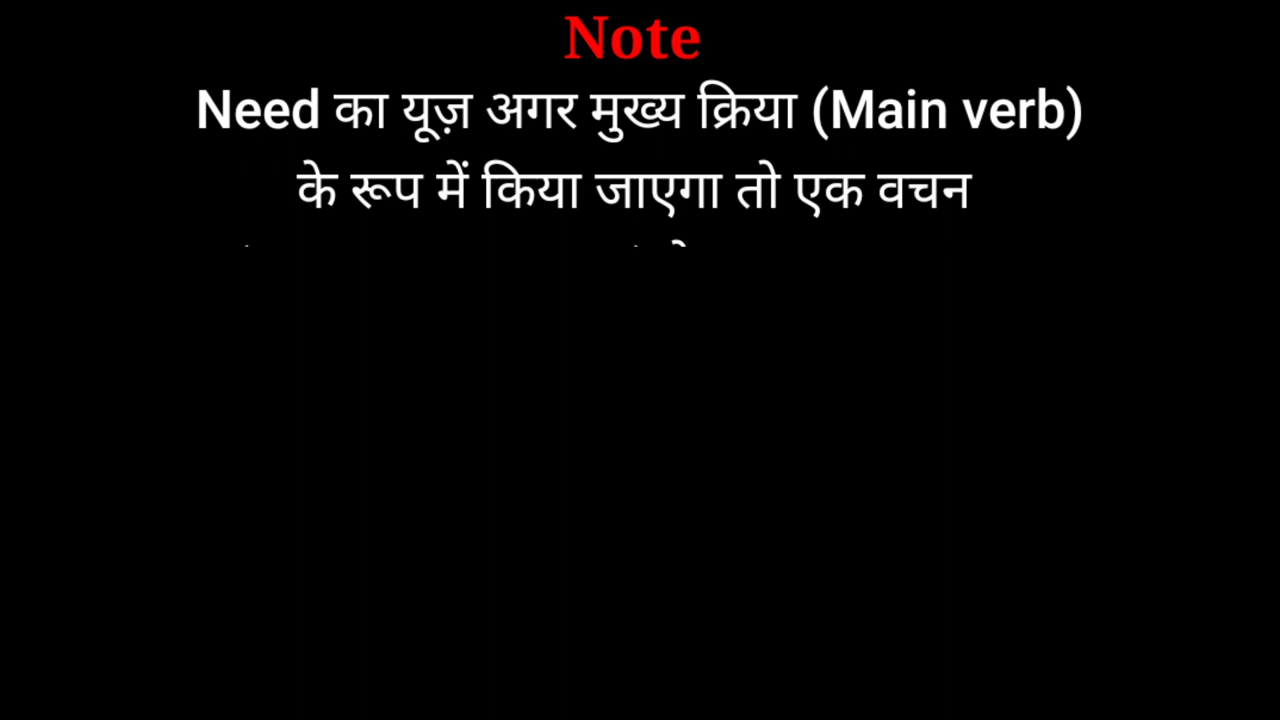 Note
Need का यूज़ अगर मुख्य क्रिया (Main verb)
के रूप में किया जाएगा तो एक वचन